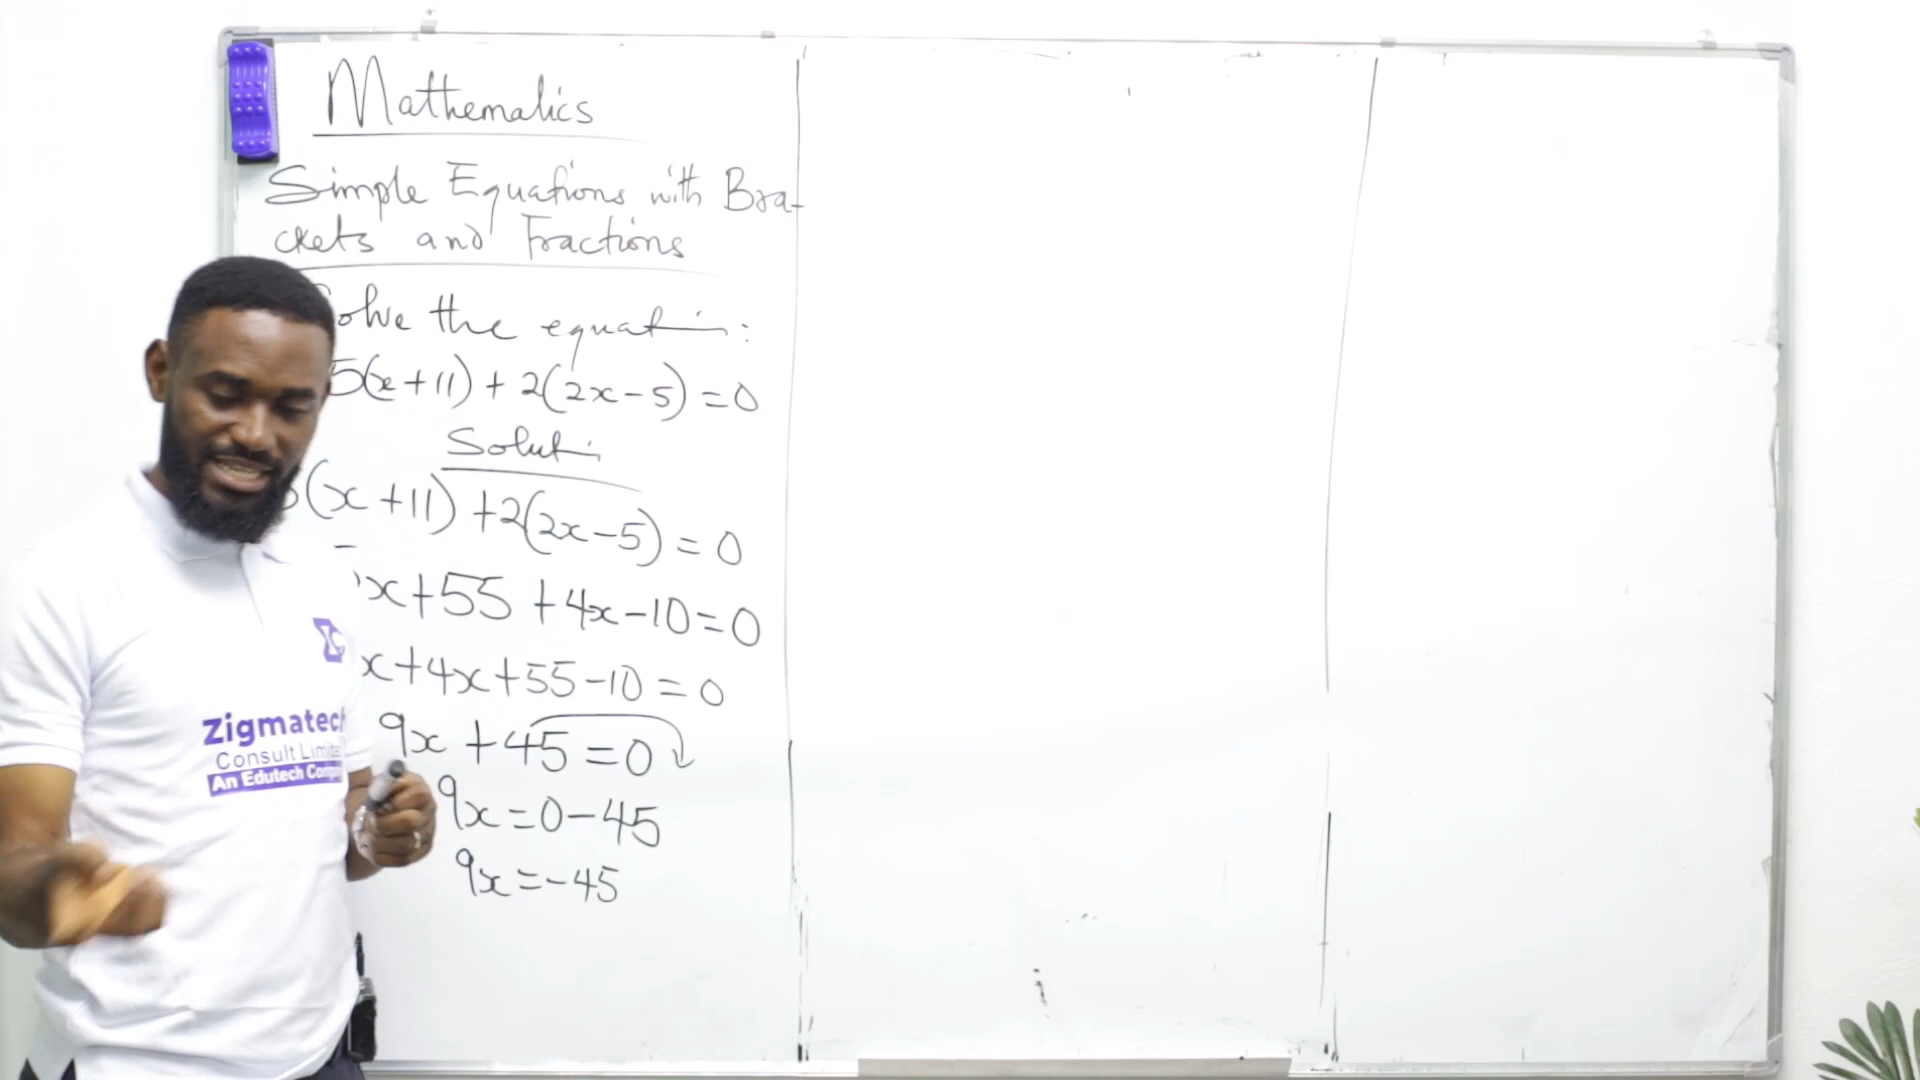 Mathematics
Simple Equations with Bra-
ckets and Fractions
olve the equation:
5(x+11) + 2(2x-5) = 0
Solution
(x+11) +2(2x-5) = 0
x+55 +4x-10=0
x+4x+55-10=0
9x +45=0
9x=0-45
9x=-45
Zigmatech
Consult Limite
An Edutech Comp